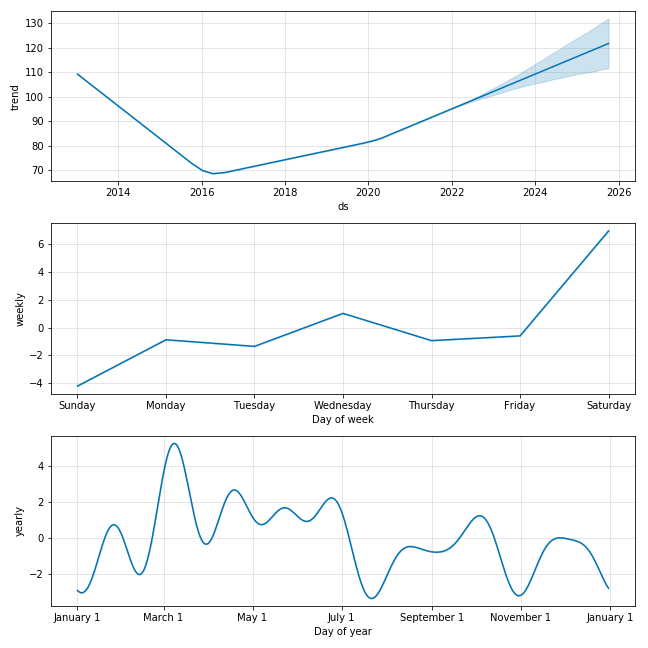 130
120
110
100
90
80
70
trend
2014 2016 2018 2020 2022 2024 2026
ds
6
4
2
0
−2
−4
weekly
Sunday Monday Tuesday Wednesday Thursday Friday Saturday
Day of week
4
2
0
−2
yearly
January 1 March 1 May 1 July 1 September 1 November 1 January 1
Day of year